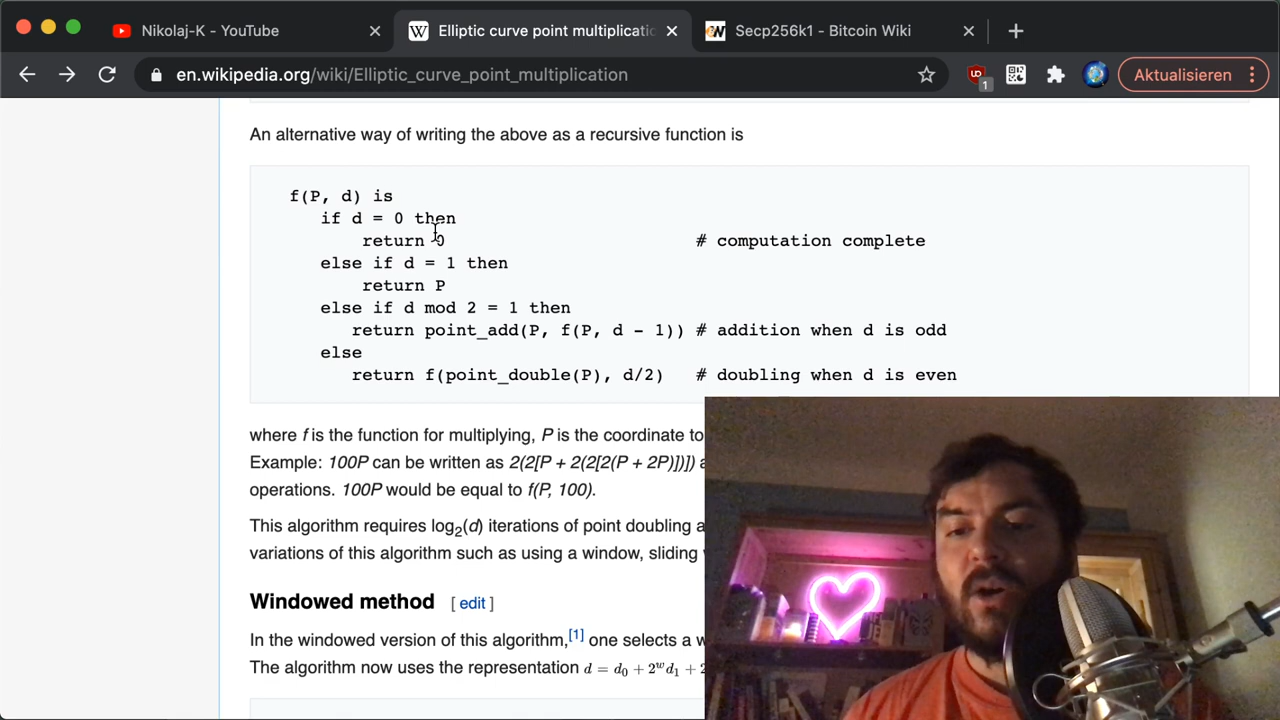 Nikolaj-K - YouTube
Elliptic curve point multiplicatio
Secp256k1 - Bitcoin Wiki
en.wikipedia.org/wiki/Elliptic_curve_point_multiplication
1
Aktualisieren
An alternative way of writing the above as a recursive function is
f(P, d) is
if d = 0 then
return 0 # computation complete
else if d = 1 then
return P
else if d mod 2 = 1 then
return point_add(P, f(P, d - 1)) # addition when d is odd
else
return f(point_double(P), d/2) # doubling when d is even
where f is the function for multiplying, P is the coordinate to
Example: 100P can be written as 2(2[P + 2(2[2(P + 2P)])])
operations. 100P would be equal to f(P, 100).
This algorithm requires log2(d) iterations of point doubling a
variations of this algorithm such as using a window, sliding
Windowed method [ edit ]
In the windowed version of this algorithm,[1] one selects a w
The algorithm now uses the representation d = d0 + 2^w d1 + 2